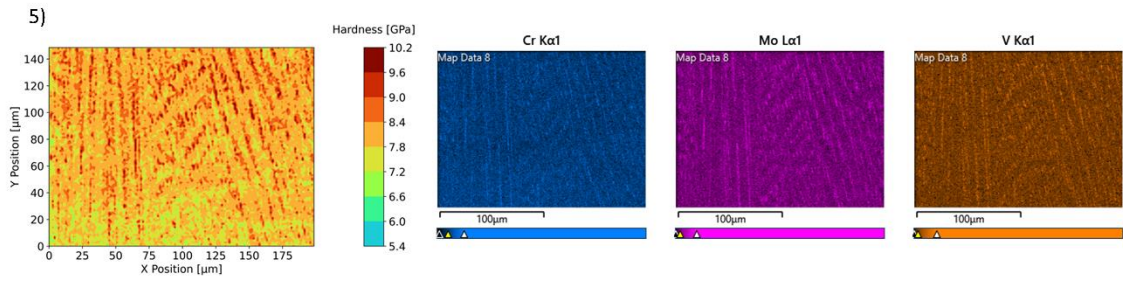 5)
Hardness [GPa]
10.2
9.6
9.0
8.4
7.8
7.2
6.6
6.0
5.4
Y Position [µm]
140
120
100
80
60
40
20
0
0 25 50 75 100 125 150 175
X Position [µm]
Cr Kα1
Map Data 8
100µm
Mo Lα1
Map Data 8
100µm
V Kα1
Map Data 8
100µm